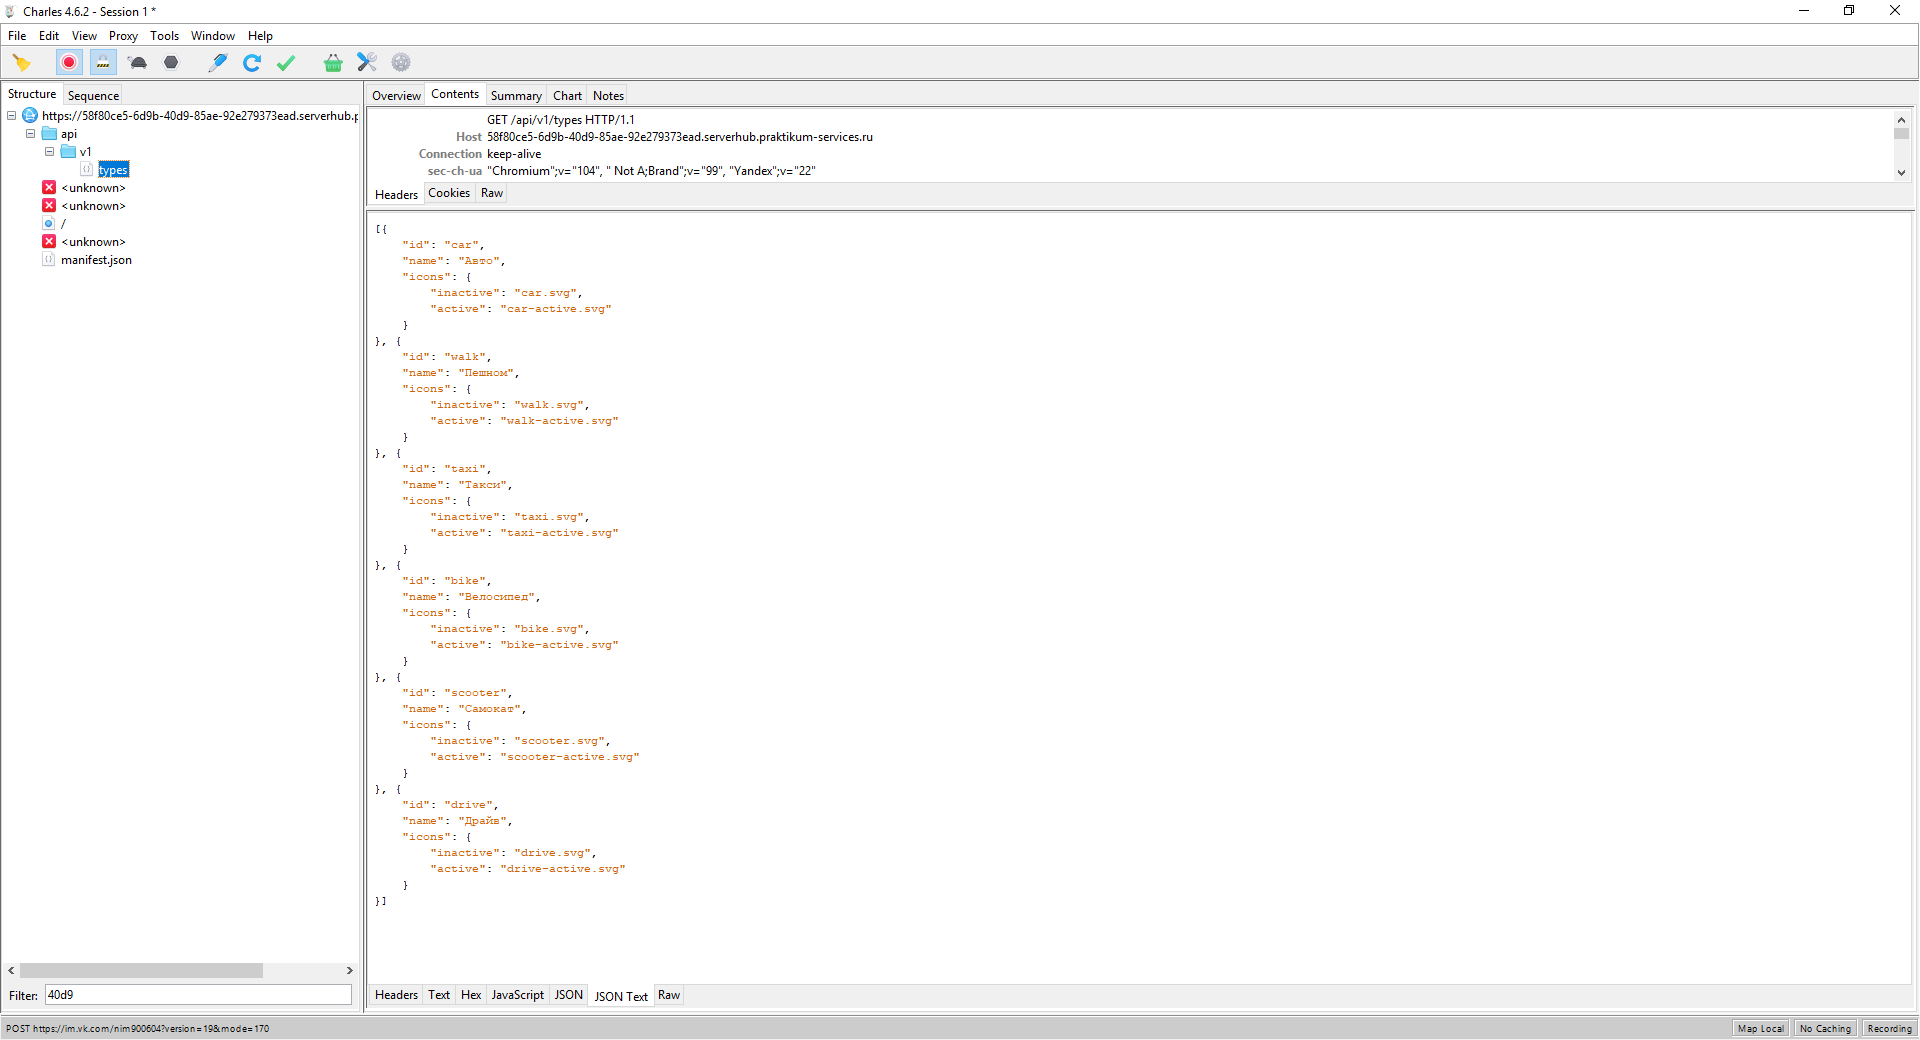 Charles 4.6.2 - Session 1 *
File Edit View Proxy Tools Window Help
Structure Sequence
https://58f80ce5-6d9b-40d9-85ae-92e279373ead.serverhub.p
api
v1
types
<unknown>
<unknown>
/
<unknown>
manifest.json
Filter: 40d9
Overview Contents Summary Chart Notes
GET /api/v1/types HTTP/1.1
Host 58f80ce5-6d9b-40d9-85ae-92e279373ead.serverhub.praktikum-services.ru
Connection keep-alive
sec-ch-ua "Chromium";v="104", " Not A;Brand";v="99", "Yandex";v="22"
Headers Cookies Raw
[{
"id": "car",
"name": "Авто",
"icons": {
"inactive": "car.svg",
"active": "car-active.svg"
}
}, {
"id": "walk",
"name": "Пешком",
"icons": {
"inactive": "walk.svg",
"active": "walk-active.svg"
}
}, {
"id": "taxi",
"name": "Такси",
"icons": {
"inactive": "taxi.svg",
"active": "taxi-active.svg"
}
}, {
"id": "bike",
"name": "Велосипед",
"icons": {
"inactive": "bike.svg",
"active": "bike-active.svg"
}
}, {
"id": "scooter",
"name": "Самокат",
"icons": {
"inactive": "scooter.svg",
"active": "scooter-active.svg"
}
}, {
"id": "drive",
"name": "Драйв",
"icons": {
"inactive": "drive.svg",
"active": "drive-active.svg"
}
}]
Headers Text Hex JavaScript JSON JSON Text Raw
POST https://im.vk.com/nim900604?version=19&mode=170
Map Local No Caching Recording